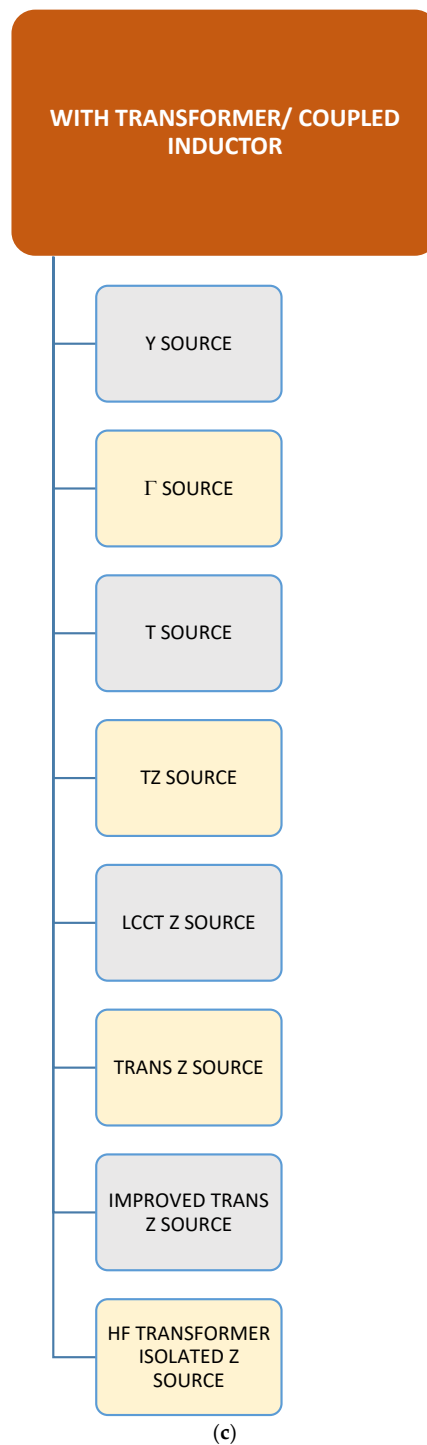 WITH TRANSFORMER/ COUPLED
INDUCTOR
Y SOURCE
Γ SOURCE
T SOURCE
TZ SOURCE
LCCT Z SOURCE
TRANS Z SOURCE
IMPROVED TRANS
Z SOURCE
HF TRANSFORMER
ISOLATED Z
SOURCE
(c)